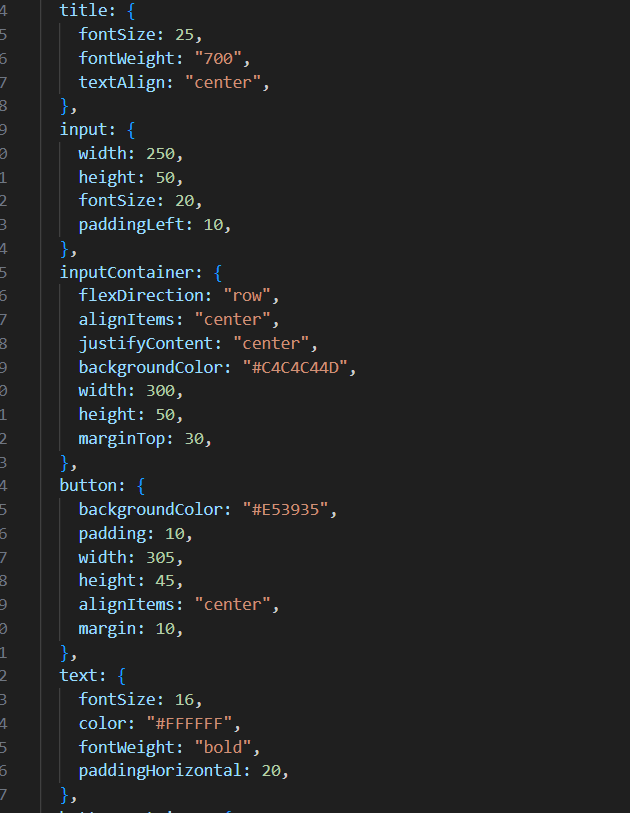 4 title: {
5 fontSize: 25,
6 fontWeight: "700",
7 textAlign: "center",
8 },
9 input: {
0 width: 250,
1 height: 50,
2 fontSize: 20,
3 paddingLeft: 10,
4 },
5 inputContainer: {
6 flexDirection: "row",
7 alignItems: "center",
8 justifyContent: "center",
9 backgroundColor: "#C4C4C44D",
0 width: 300,
1 height: 50,
2 marginTop: 30,
3 },
4 button: {
5 backgroundColor: "#E53935",
6 padding: 10,
7 width: 305,
8 height: 45,
9 alignItems: "center",
0 margin: 10,
1 },
2 text: {
3 fontSize: 16,
4 color: "#FFFFFF",
5 fontWeight: "bold",
6 paddingHorizontal: 20,
7 },